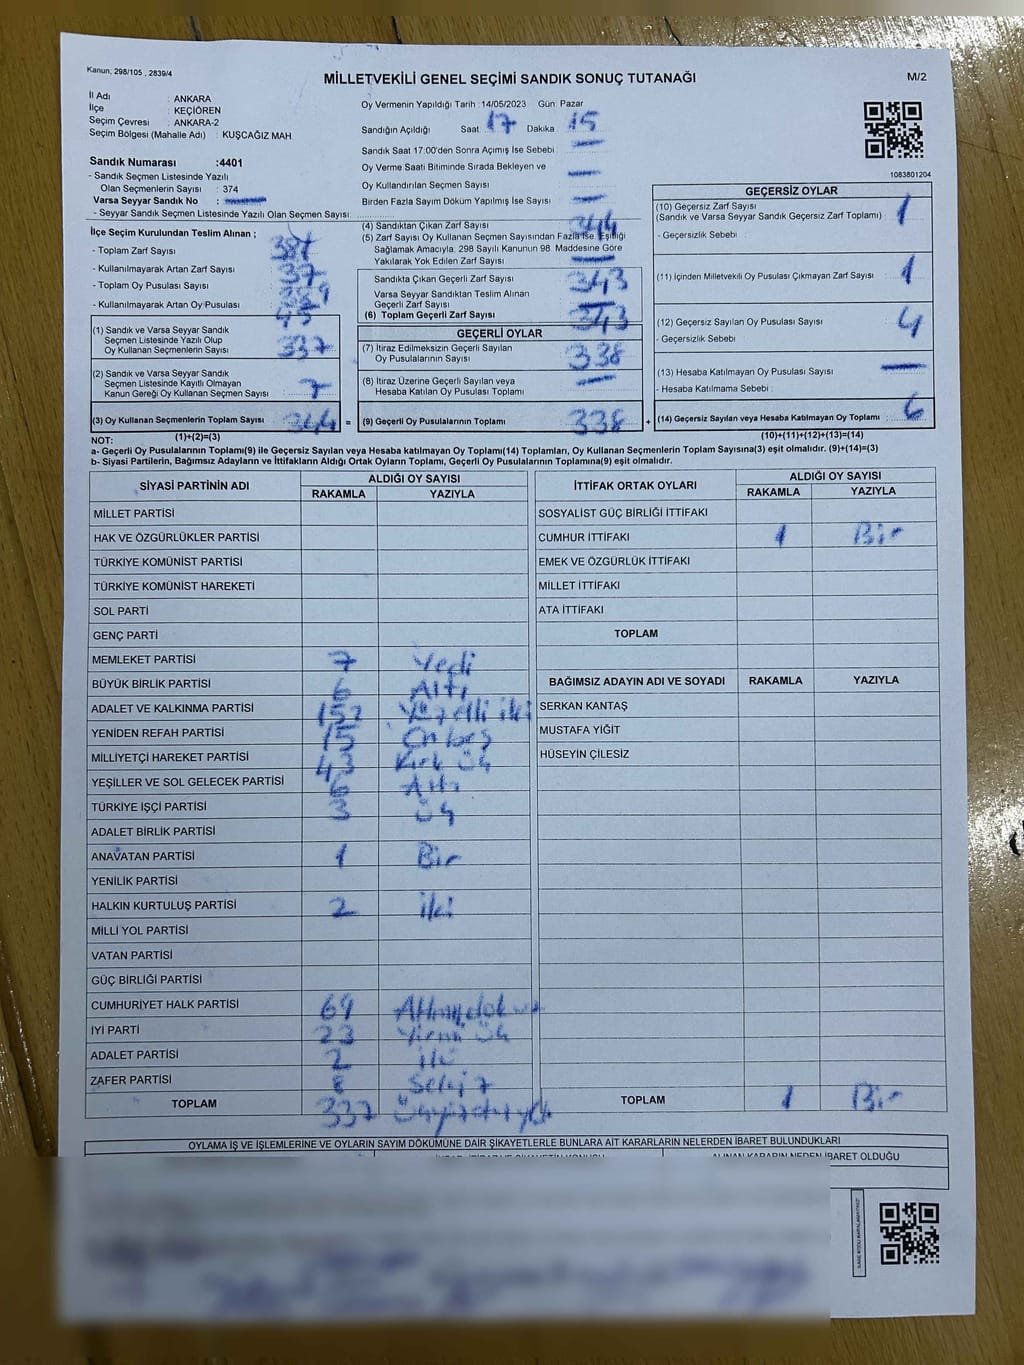 Kanun; 298/105 , 2839/4
MİLLETVEKİLİ GENEL SEÇİMİ SANDIK SONUÇ TUTANAĞI
M/2
İl Adı : ANKARA
İlçe : KEÇİÖREN
Seçim Çevresi : ANKARA-2
Seçim Bölgesi (Mahalle Adı) : KUŞCAĞIZ MAH
Oy Vermenin Yapıldığı Tarih : 14/05/2023 Gün: Pazar
Sandığın Açıldığı Saat 17 Dakika 15
Sandık Saat 17:00'den Sonra Açımış İse Sebebi
Oy Verme Saati Bitiminde Sırada Bekleyen ve
Oy Kullandırılan Seçmen Sayısı
Birden Fazla Sayım Döküm Yapılmış İse Sayısı
1083801204
Sandık Numarası :4401
- Sandık Seçmen Listesinde Yazılı
Olan Seçmenlerin Sayısı : 374
Varsa Seyyar Sandık No :
- Seyyar Sandık Seçmen Listesinde Yazılı Olan Seçmen Sayısı:
İlçe Seçim Kurulundan Teslim Alınan ;
- Toplam Zarf Sayısı
- Kullanılmayarak Artan Zarf Sayısı 37
- Toplam Oy Pusulası Sayısı
- Kullanılmayarak Artan Oy Pusulası
(1) Sandık ve Varsa Seyyar Sandık
Seçmen Listesinde Yazılı Olup
Oy Kullanan Seçmenlerin Sayısı 337
(2) Sandık ve Varsa Seyyar Sandık
Seçmen Listesinde Kayıtlı Olmayan
Kanun Gereği Oy Kullanan Seçmen Sayısı 7
(3) Oy Kullanan Seçmenlerin Toplam Sayısı 344 =
(1)+(2)=(3)
(4) Sandıktan Çıkan Zarf Sayısı 344
(5) Zarf Sayısı Oy Kullanan Seçmen Sayısından Fazla İse, Eşitliği
Sağlamak Amacıyla, 298 Sayılı Kanunun 98. Maddesine Göre
Yakılarak Yok Edilen Zarf Sayısı
Sandıkta Çıkan Geçerli Zarf Sayısı 343
Varsa Seyyar Sandıktan Teslim Alınan
Geçerli Zarf Sayısı
(6) Toplam Geçerli Zarf Sayısı 343
GEÇERLİ OYLAR
(7) İtiraz Edilmeksizin Geçerli Sayılan
Oy Pusulalarının Sayısı 338
(8) İtiraz Üzerine Geçerli Sayılan veya
Hesaba Katılan Oy Pusulası Sayısı
(9) Geçerli Oy Pusulalarının Toplamı 338 +
GEÇERSİZ OYLAR
(10) Geçersiz Zarf Sayısı
(Sandık ve Varsa Seyyar Sandık Geçersiz Zarf Toplamı) : 1
- Geçersizlik Sebebi :
(11) İçinden Milletvekili Oy Pusulası Çıkmayan Zarf Sayısı : 1
(12) Geçersiz Sayılan Oy Pusulası Sayısı : 4
- Geçersizlik Sebebi :
(13) Hesaba Katılmayan Oy Pusulası Sayısı :
- Hesaba Katılmama Sebebi :
(14) Geçersiz Sayılan veya Hesaba Katılmayan Oy Toplamı : 6
(10)+(11)+(12)+(13)=(14)
NOT:
a- Geçerli Oy Pusulalarının Toplamı(9) ile Geçersiz Sayılan veya Hesaba katılmayan Oy Toplamı(14) Toplamları, Oy Kullanan Seçmenlerin Toplam Sayısına(3) eşit olmalıdır. (9)+(14)=(3)
b- Siyasi Partilerin, Bağımsız Adayların ve İttifakların Aldığı Ortak Oyların Toplamı, Geçerli Oy Pusulalarının Toplamına(9) eşit olmalıdır.
SİYASİ PARTİNİN ADI ALDIĞI OY SAYISI
RAKAMLA YAZIYLA
MİLLET PARTİSİ
HAK VE ÖZGÜRLÜKLER PARTİSİ
TÜRKİYE KOMÜNİST PARTİSİ
TÜRKİYE KOMÜNİST HAREKETİ
SOL PARTİ
GENÇ PARTİ
MEMLEKET PARTİSİ 7 Yedi
BÜYÜK BİRLİK PARTİSİ 6 Altı
ADALET VE KALKINMA PARTİSİ 152 Yüzelli iki
YENİDEN REFAH PARTİSİ 15 Onbeş
MİLLİYETÇİ HAREKET PARTİSİ 43 Kırk üç
YEŞİLLER VE SOL GELECEK PARTİSİ 6 Altı
TÜRKİYE İŞÇİ PARTİSİ 3 Üç
ADALET BİRLİK PARTİSİ
ANAVATAN PARTİSİ 1 Bir
YENİLİK PARTİSİ
HALKIN KURTULUŞ PARTİSİ 2 İki
MİLLİ YOL PARTİSİ
VATAN PARTİSİ
GÜÇ BİRLİĞİ PARTİSİ
CUMHURİYET HALK PARTİSİ 69 Altmışdokuz
İYİ PARTİ 23 Yirmi üç
ADALET PARTİSİ 2 İki
ZAFER PARTİSİ 8 Sekiz
TOPLAM 337 Üçyüzotuzyedi
İTTİFAK ORTAK OYLARI ALDIĞI OY SAYISI
RAKAMLA YAZIYLA
SOSYALİST GÜÇ BİRLİĞİ İTTİFAKI
CUMHUR İTTİFAKI 1 Bir
EMEK VE ÖZGÜRLÜK İTTİFAKI
MİLLET İTTİFAKI
ATA İTTİFAKI
TOPLAM
BAĞIMSIZ ADAYIN ADI VE SOYADI RAKAMLA YAZIYLA
SERKAN KANTAŞ
MUSTAFA YİĞİT
HÜSEYİN ÇİLESİZ
TOPLAM 1 Bir
OYLAMA İŞ VE İŞLEMLERİNE VE OYLARIN SAYIM DÖKÜMÜNE DAİR ŞİKAYETLERLE BUNLARA AİT KARARLARIN NELERDEN İBARET BULUNDUKLARI
ALINAN KARARIN NEDEN İBARET OLDUĞU